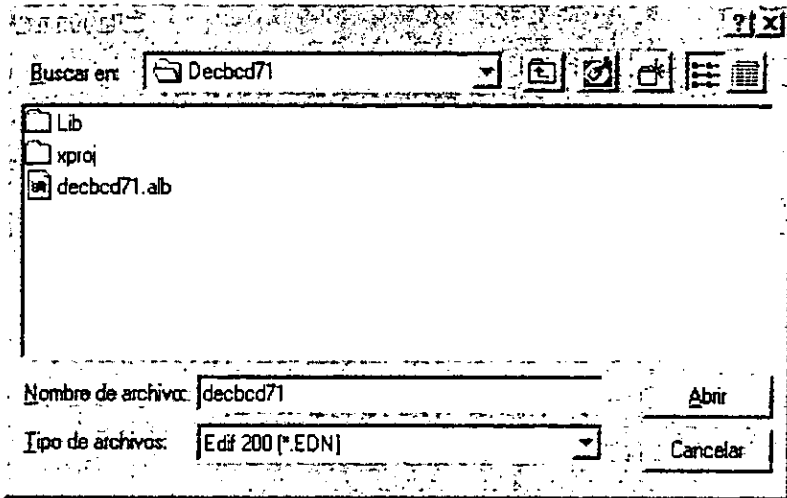 Buscar en: Decbcd71
Lib
xproj
decbcd71.alb
Nombre de archivo: decbcd71
Abrir
Tipo de archivos: Edif 200 [*.EDN]
Cancelar